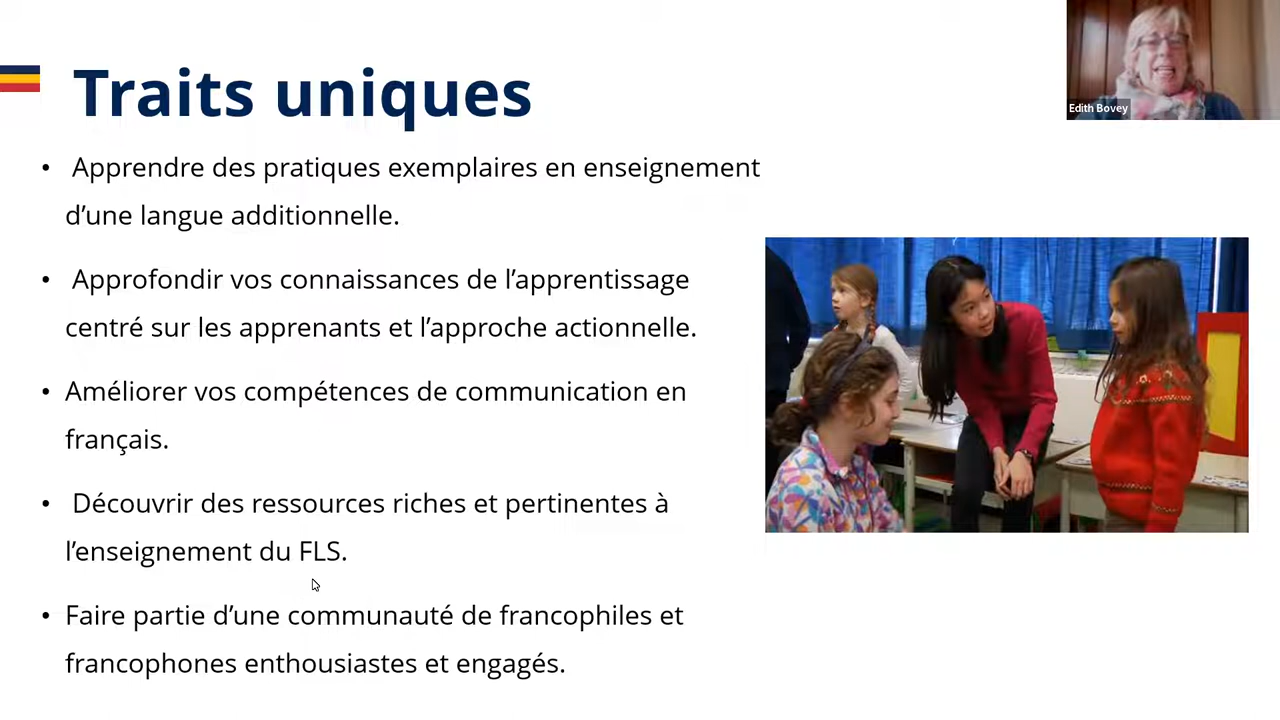 Traits uniques
Edith Bovey
• Apprendre des pratiques exemplaires en enseignement
d’une langue additionnelle.
• Approfondir vos connaissances de l’apprentissage
centré sur les apprenants et l’approche actionnelle.
• Améliorer vos compétences de communication en
français.
• Découvrir des ressources riches et pertinentes à
l’enseignement du FLS.
• Faire partie d’une communauté de francophiles et
francophones enthousiastes et engagés.